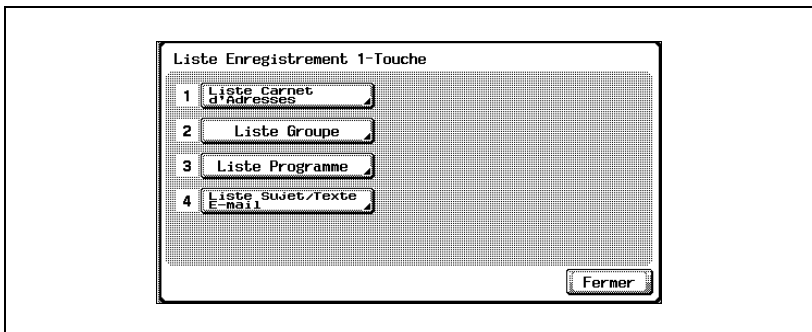 Liste Enregistrement 1-Touche
1 Liste Carnet
d'Adresses
2 Liste Groupe
3 Liste Programme
4 Liste Sujet/Texte
E-mail
Fermer